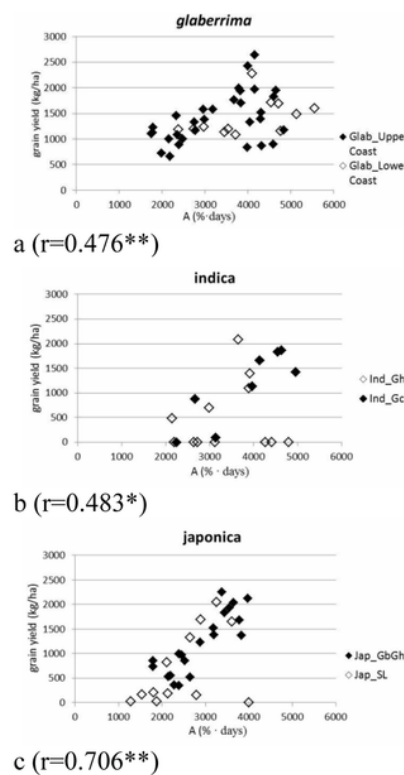 glaberrima
grain yield (kg/ha)
3000
2500
2000
1500
1000
500
0
0 1000 2000 3000 4000 5000 6000
A (%·days)
Glab_Uppe
Coast
Glab_Lowe
Coast
a (r=0.476**)
indica
grain yield (kg/ha)
3000
2500
2000
1500
1000
500
0
0 1000 2000 3000 4000 5000 6000
A (% · days)
Ind_Gh
Ind_Gc
b (r=0.483*)
japonica
grain yield (kg/ha)
3000
2500
2000
1500
1000
500
0
0 1000 2000 3000 4000 5000 6000
A (% · days)
Jap_GbGh
Jap_SL
c (r=0.706**)